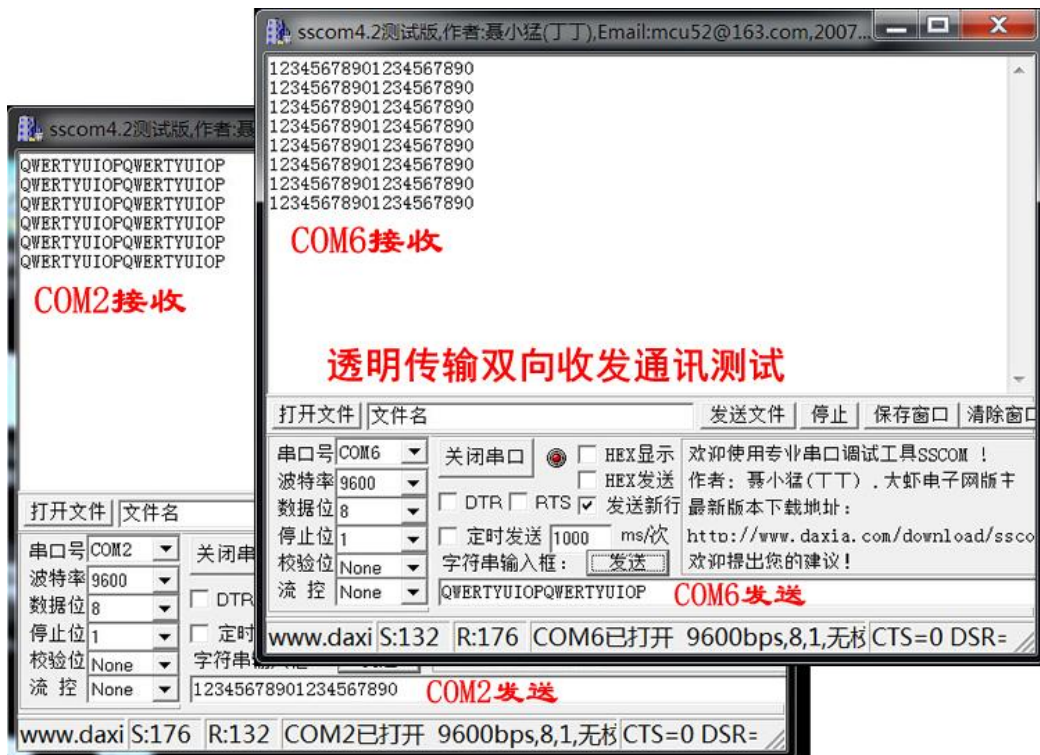 sscom4.2测试版,作者:聂小猛(丁丁),Email:mcu52@163.com,2007...
12345678901234567890
12345678901234567890
12345678901234567890
12345678901234567890
12345678901234567890
12345678901234567890
12345678901234567890
12345678901234567890
COM6接收
透明传输双向收发通讯测试
打开文件 文件名 发送文件 停止 保存窗口 清除窗口
串口号 COM6 关闭串口 HEX显示 欢迎使用专业串口调试工具SSCOM !
波特率 9600 HEX发送 作者: 聂小猛(丁丁) .大虾电子网版主
数据位 8 DTR RTS 发送新行 最新版本下载地址:
停止位 1 定时发送 1000 ms/次 http://www.daxia.com/download/ssco
校验位 None 字符串输入框: 发送 欢迎提出您的建议!
流 控 None QWERTYUIOPQWERTYUIOP COM6发送
www.daxi S:132 R:176 COM6已打开 9600bps,8,1,无校 CTS=0 DSR=
sscom4.2测试版,作者:聂
QWERTYUIOPQWERTYUIOP
QWERTYUIOPQWERTYUIOP
QWERTYUIOPQWERTYUIOP
QWERTYUIOPQWERTYUIOP
QWERTYUIOPQWERTYUIOP
QWERTYUIOPQWERTYUIOP
COM2接收
打开文件 文件名
串口号 COM2 关闭串
波特率 9600
数据位 8 DTR
停止位 1 定时
校验位 None 字符串
流 控 None 12345678901234567890 COM2发送
www.daxi S:176 R:132 COM2已打开 9600bps,8,1,无校 CTS=0 DSR=